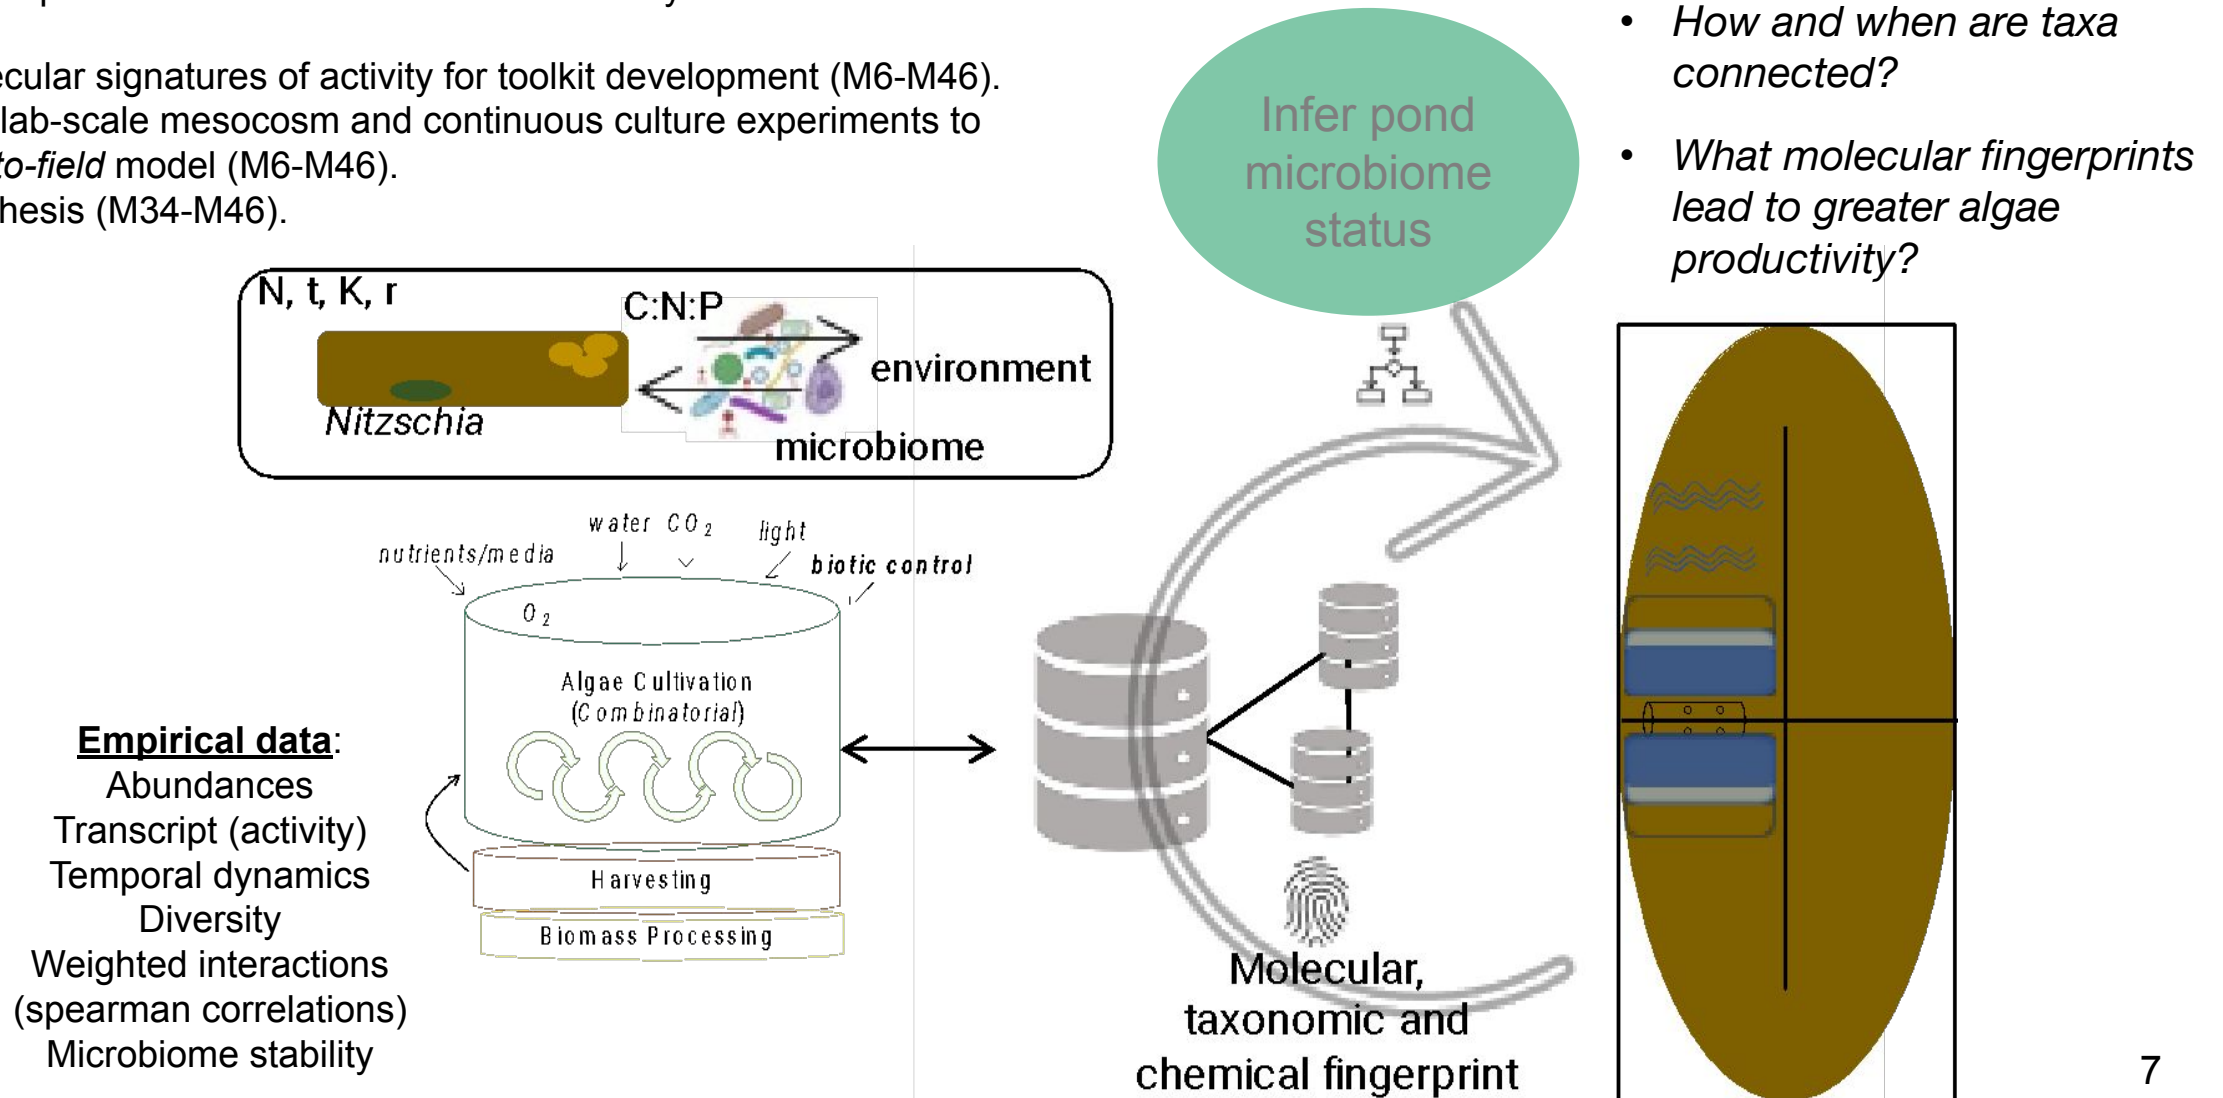 ecular signatures of activity for toolkit development (M6-M46).
lab-scale mesocosm and continuous culture experiments to
to-field model (M6-M46).
hesis (M34-M46).
Infer pond
microbiome
status
• How and when are taxa
connected?
• What molecular fingerprints
lead to greater algae
productivity?
N, t, K, r
C:N:P
environment
Nitzschia
microbiome
water CO₂ light
nutrients/media
biotic control
O₂
Algae Cultivation
(Combinatorial)
Harvesting
Biomass Processing
Empirical data:
Abundances
Transcript (activity)
Temporal dynamics
Diversity
Weighted interactions
(spearman correlations)
Microbiome stability
Molecular,
taxonomic and
chemical fingerprint
7